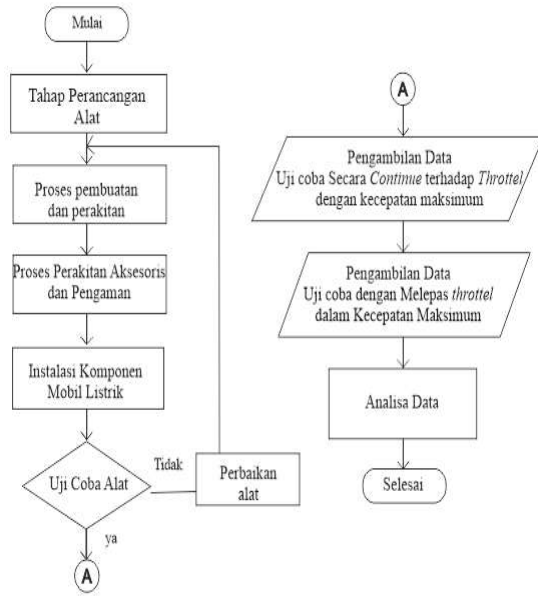 Mulai
Tahap Perancangan
Alat
Proses pembuatan
dan perakitan
Proses Perakitan Aksesoris
dan Pengaman
Instalasi Komponen
Mobil Listrik
Uji Coba Alat
Tidak
Perbaikan
alat
ya
A
A
Pengambilan Data
Uji coba Secara Continue terhadap Throttel
dengan kecepatan maksimum
Pengambilan Data
Uji coba dengan Melepas throttel
dalam Kecepatan Maksimum
Analisa Data
Selesai